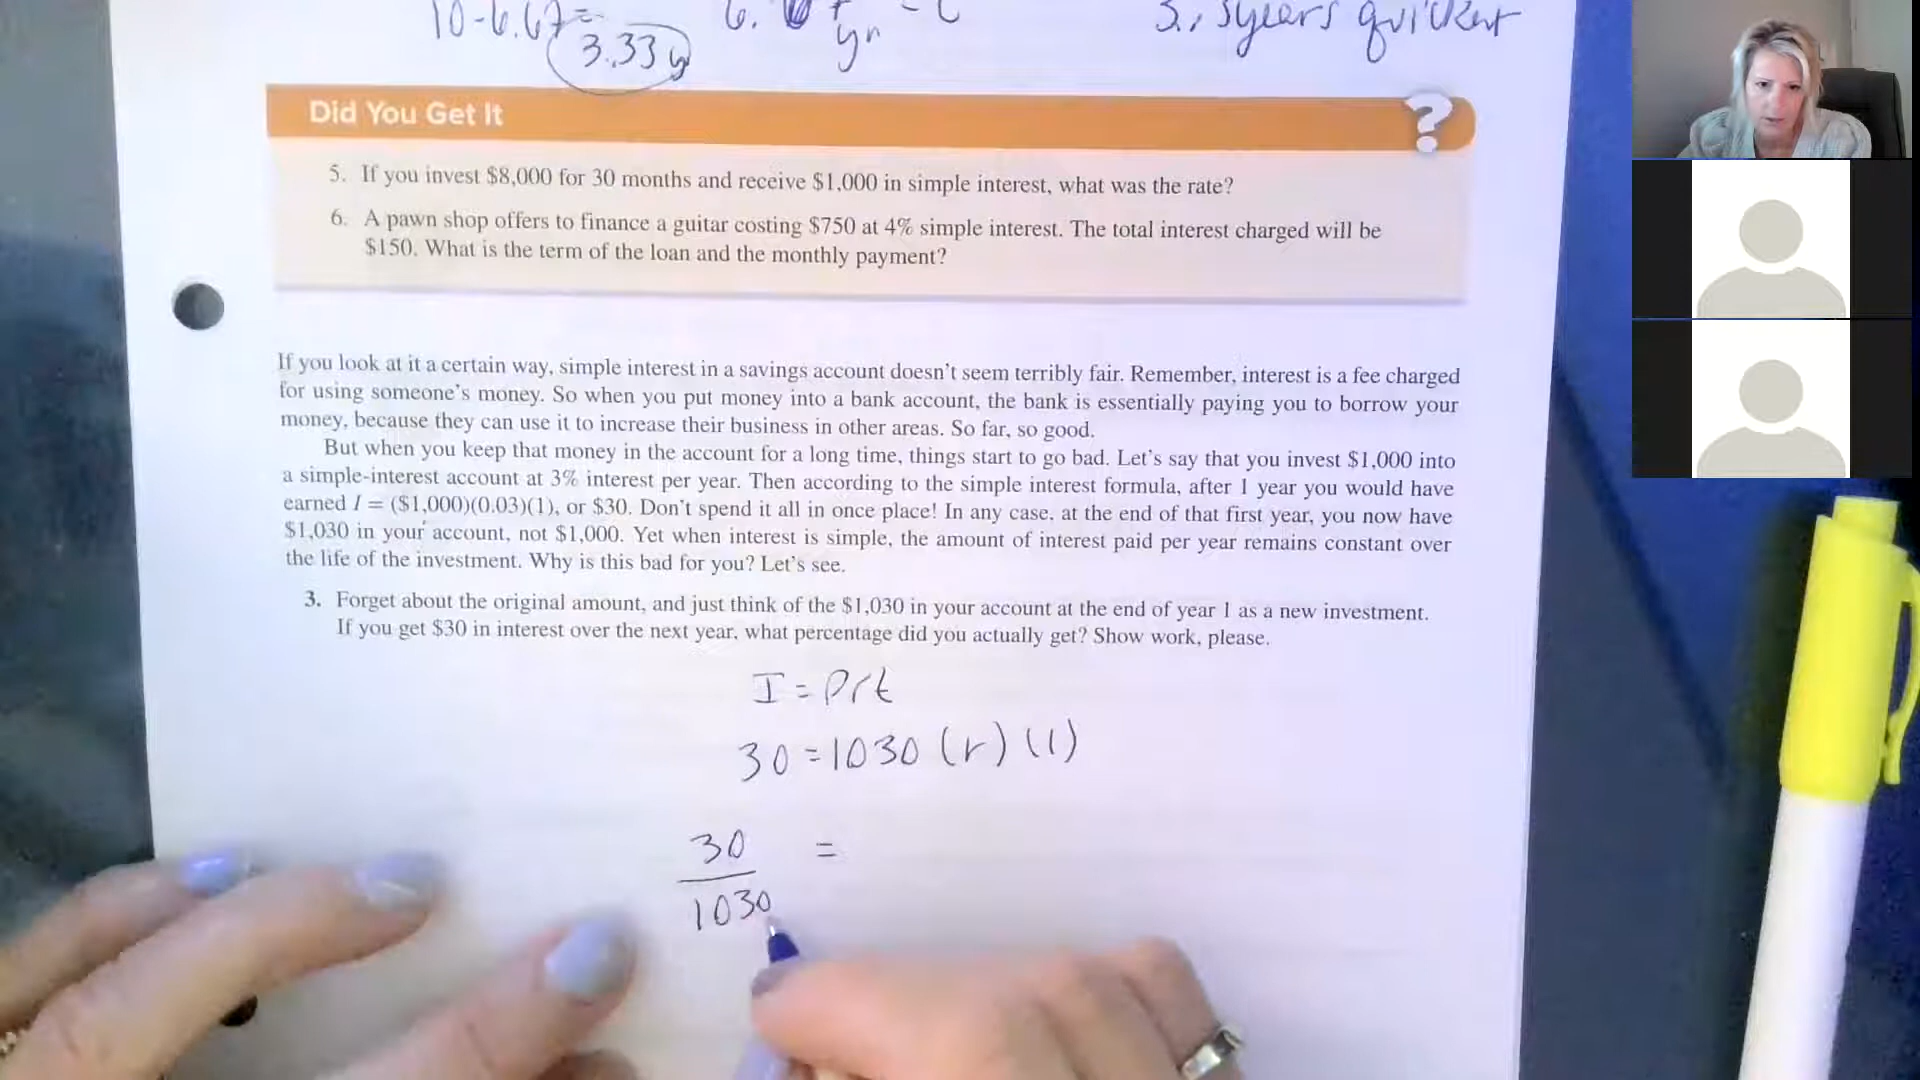 10-6.67=
3.33y
6.
yr
3., 3years quicker
Did You Get It
?
5. If you invest $8,000 for 30 months and receive $1,000 in simple interest, what was the rate?
6. A pawn shop offers to finance a guitar costing $750 at 4% simple interest. The total interest charged will be
$150. What is the term of the loan and the monthly payment?
If you look at it a certain way, simple interest in a savings account doesn't seem terribly fair. Remember, interest is a fee charged
for using someone's money. So when you put money into a bank account, the bank is essentially paying you to borrow your
money, because they can use it to increase their business in other areas. So far, so good.
But when you keep that money in the account for a long time, things start to go bad. Let's say that you invest $1,000 into
a simple-interest account at 3% interest per year. Then according to the simple interest formula, after 1 year you would have
earned I = ($1,000)(0.03)(1), or $30. Don't spend it all in once place! In any case, at the end of that first year, you now have
$1,030 in your account, not $1,000. Yet when interest is simple, the amount of interest paid per year remains constant over
the life of the investment. Why is this bad for you? Let's see.
3. Forget about the original amount, and just think of the $1,030 in your account at the end of year 1 as a new investment.
If you get $30 in interest over the next year, what percentage did you actually get? Show work, please.
I = Prt
30 = 1030 (r) (1)
30 =
1030